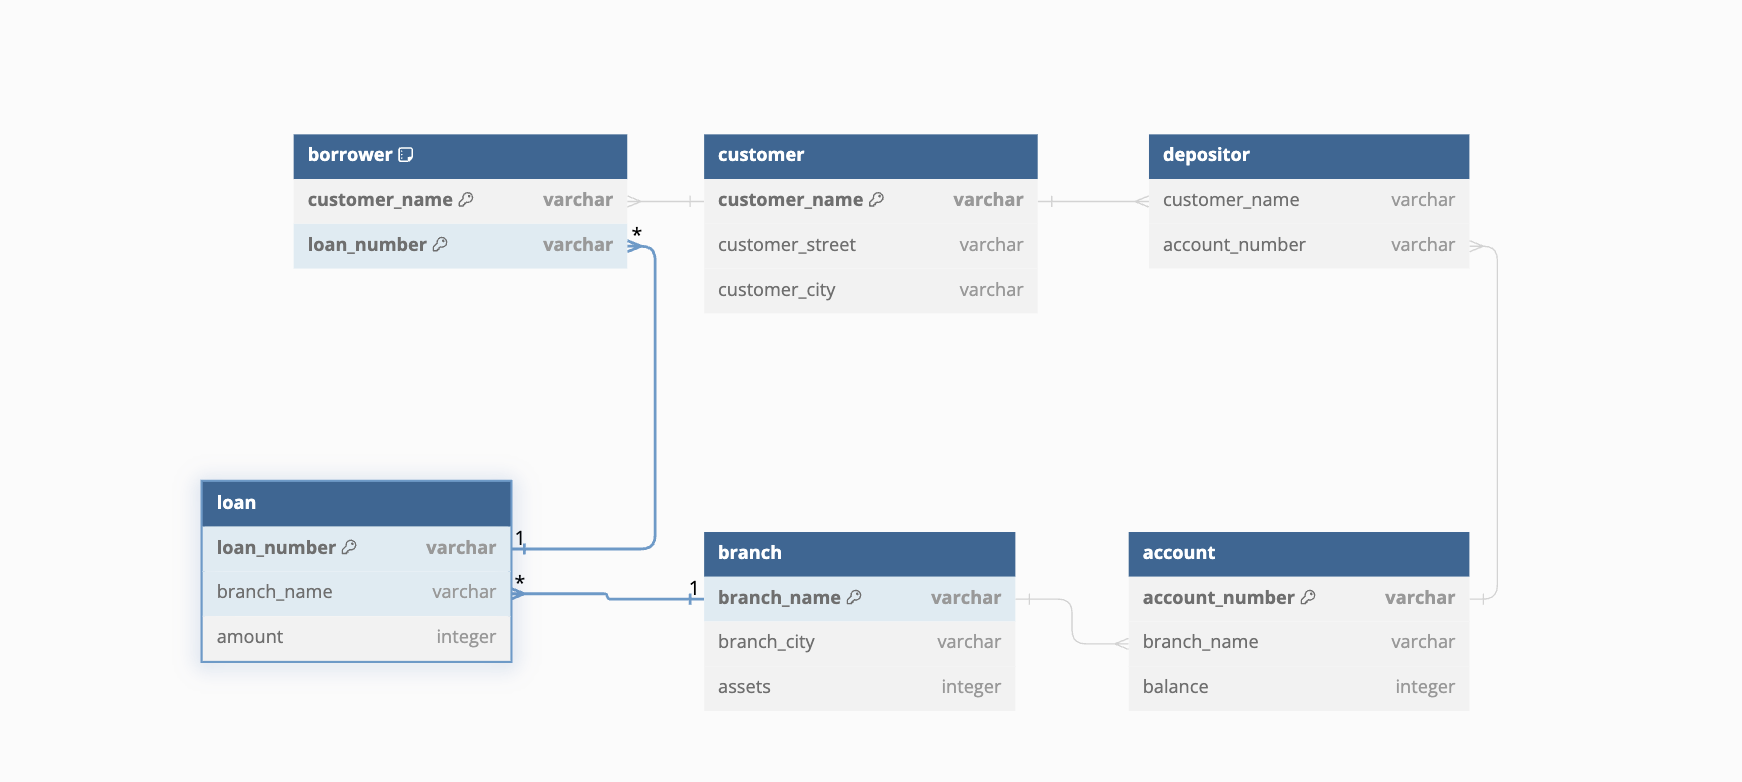 borrower
customer_name varchar
loan_number varchar
*
customer
customer_name varchar
customer_street varchar
customer_city varchar
depositor
customer_name varchar
account_number varchar
loan
loan_number varchar
branch_name varchar
amount integer
1
*
1
branch
branch_name varchar
branch_city varchar
assets integer
account
account_number varchar
branch_name varchar
balance integer